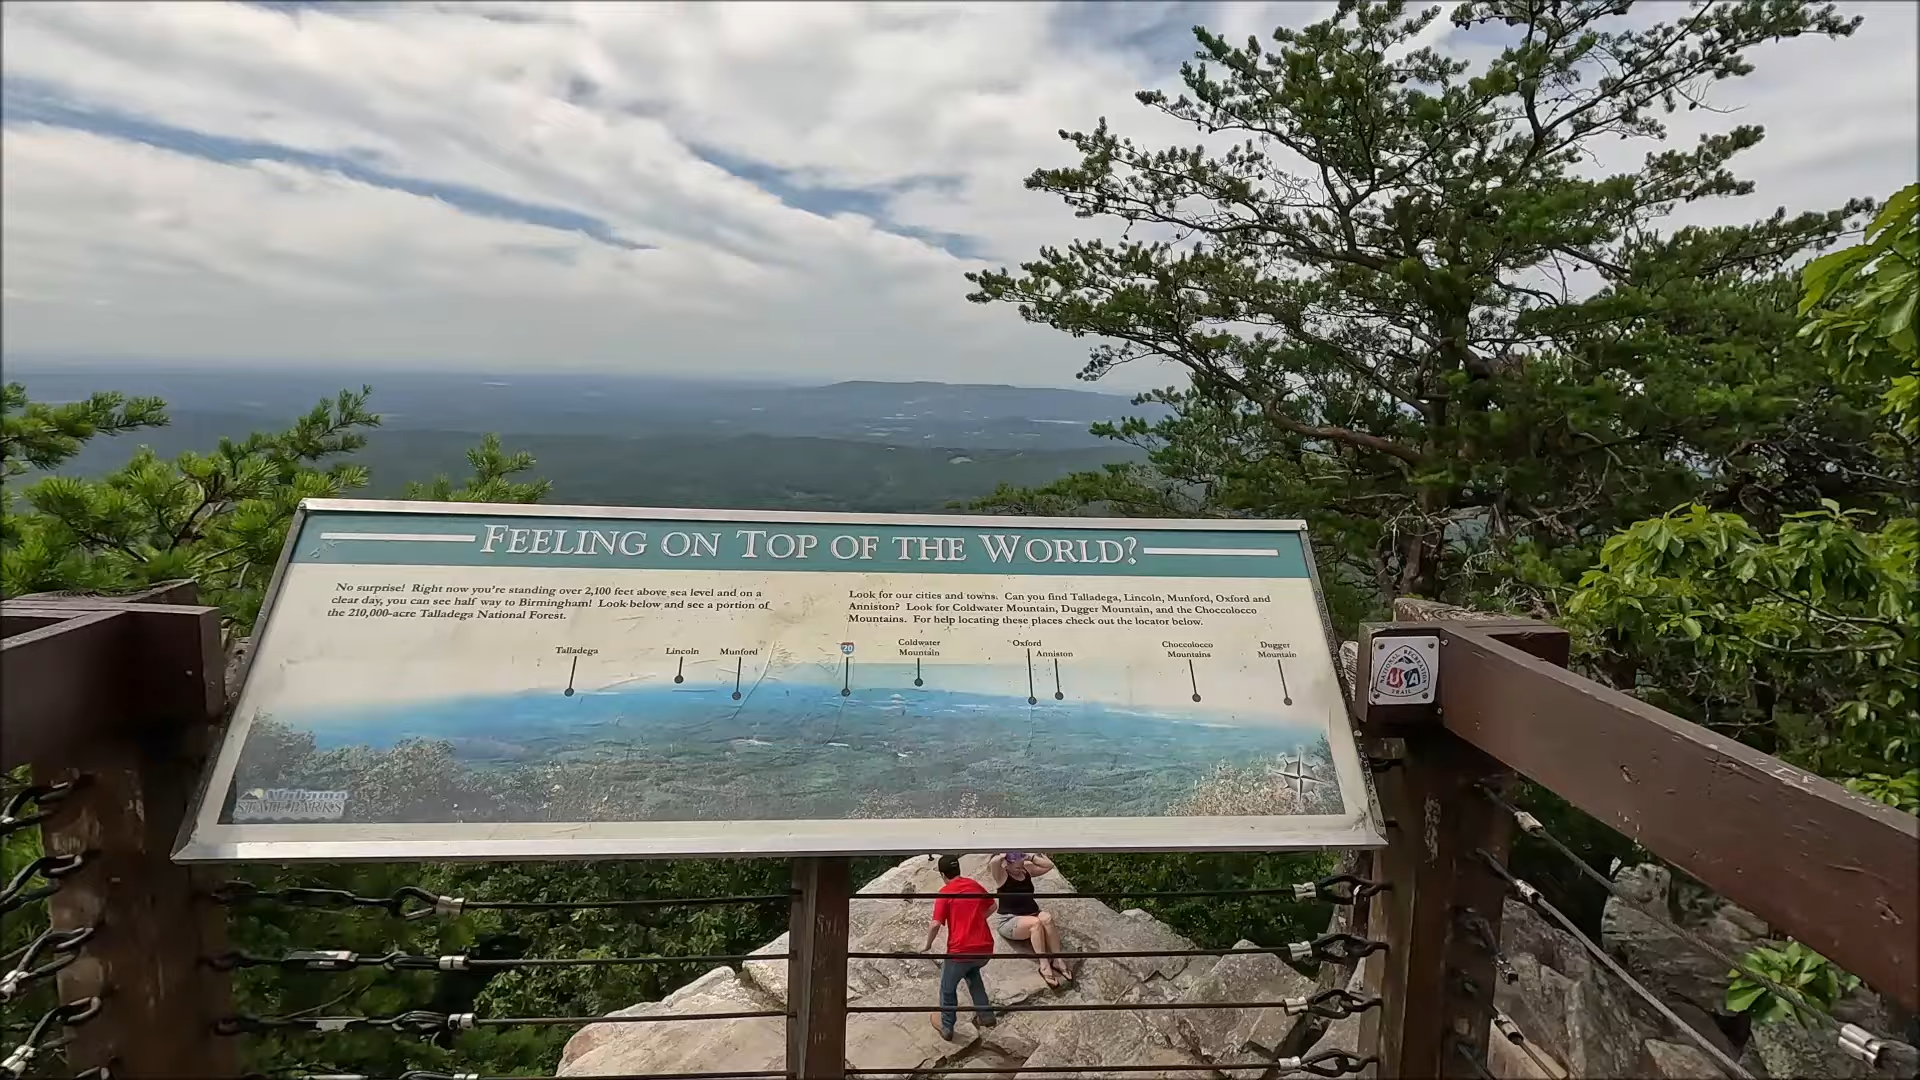 FEELING ON TOP OF THE WORLD?
No surprise! Right now you're standing over 2,100 feet above sea level and on a
clear day, you can see half way to Birmingham! Look below and see a portion of
the 210,000-acre Talladega National Forest.
Look for our cities and towns. Can you find Talladega, Lincoln, Munford, Oxford and
Anniston? Look for Coldwater Mountain, Dugger Mountain, and the Choccolocco
Mountains. For help locating these places check out the locator below.
Talladega
Lincoln
Munford
20
Coldwater
Mountain
Oxford
Anniston
Choccolocco
Mountains
Dugger
Mountain
Alabama
STATE PARKS
NATIONAL RECREATION
USA
TRAIL